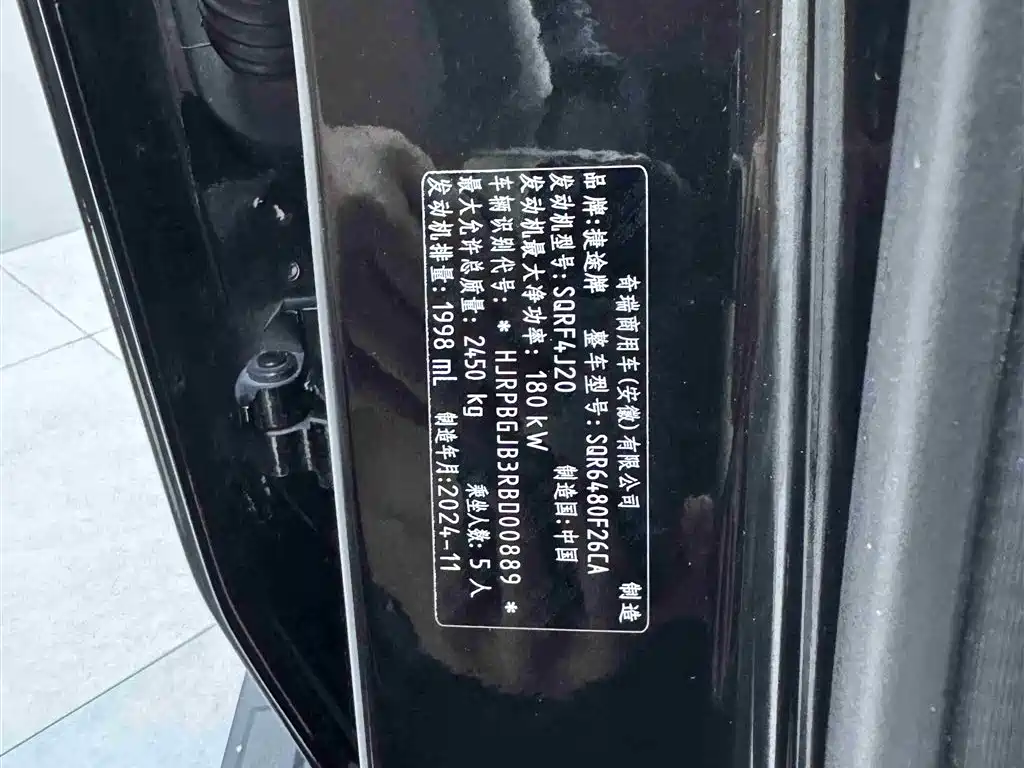 奇瑞商用车(安徽)有限公司 制造
品牌:捷途牌 整车型号:SQR6480F26CA
发动机型号:SQRF4J20 制造国:中国
发动机最大净功率:180kW
车辆识别代号: * HJRPBGJB3RB000889 *
最大允许总质量: 2450 kg 乘坐人数:5人
发动机排量: 1998 ml 制造年月:2024-11